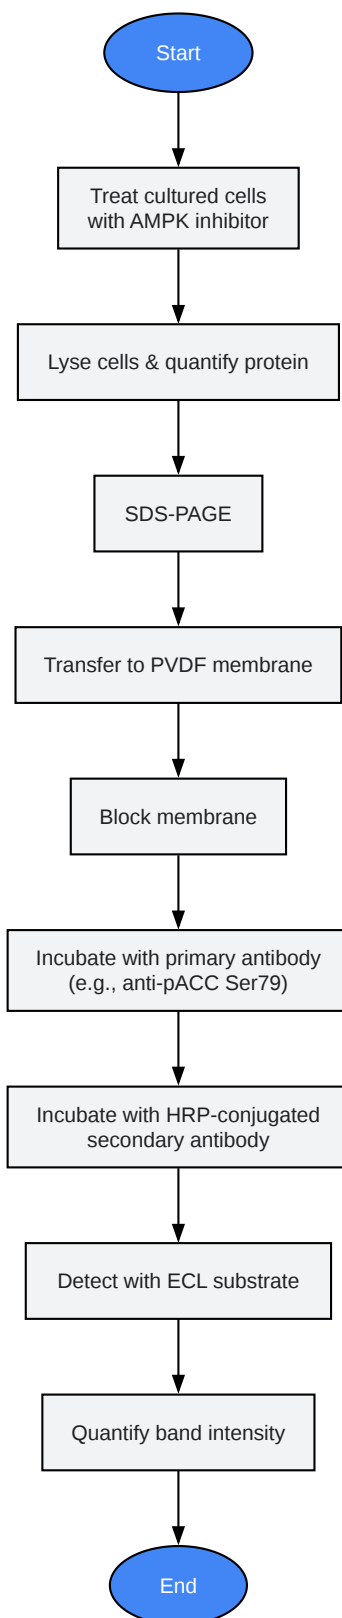 Start
Treat cultured cells
with AMPK inhibitor
Lyse cells & quantify protein
SDS-PAGE
Transfer to PVDF membrane
Block membrane
Incubate with primary antibody
(e.g., anti-pACC Ser79)
Incubate with HRP-conjugated
secondary antibody
Detect with ECL substrate
Quantify band intensity
End